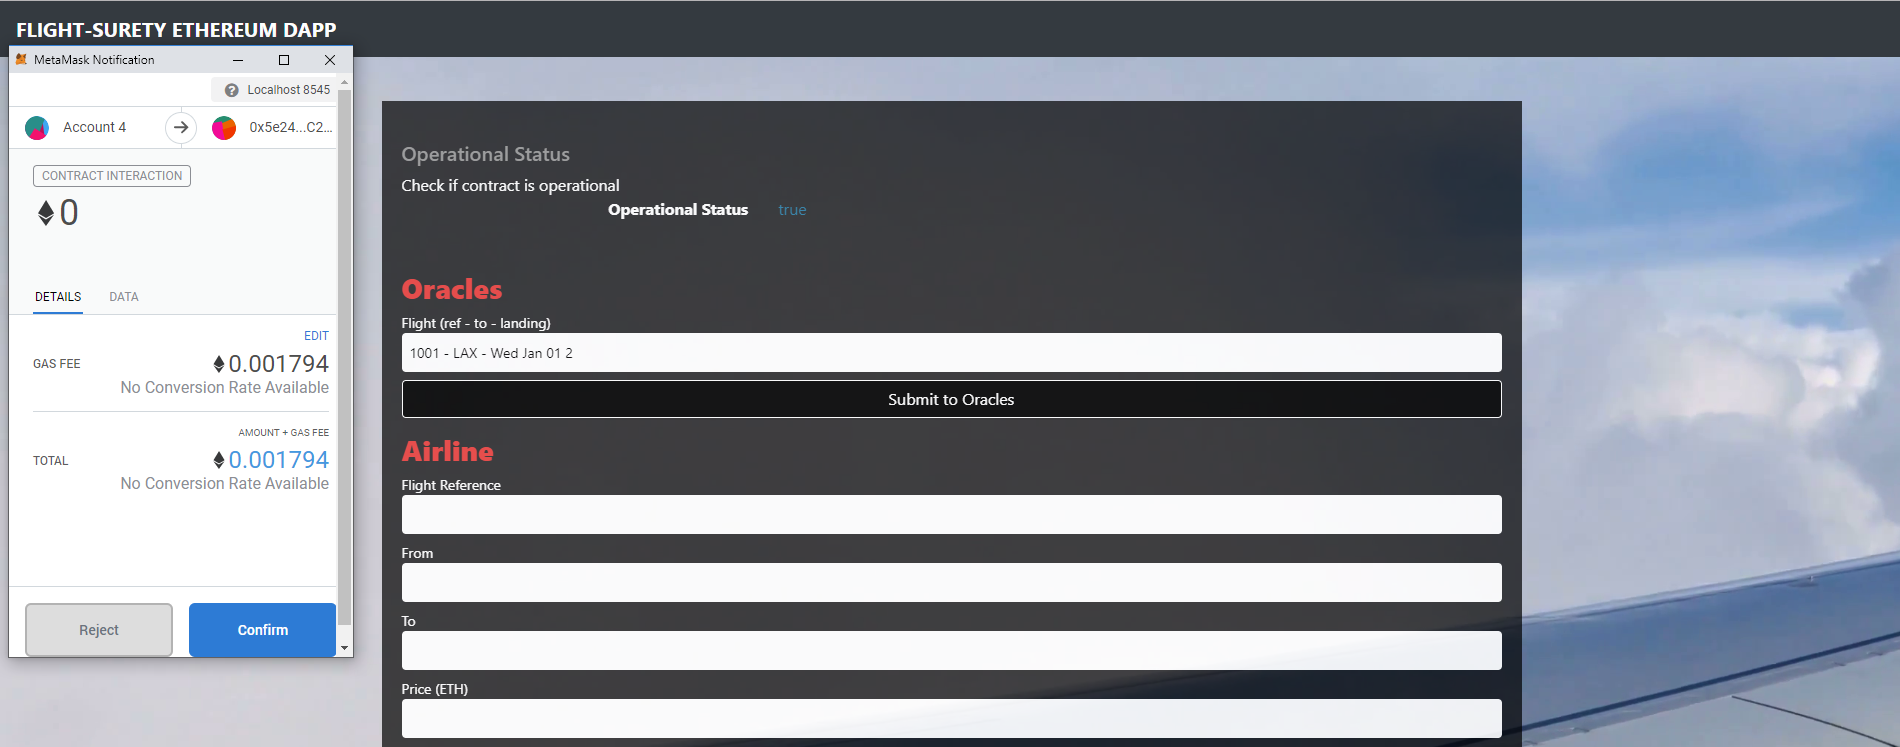 FLIGHT-SURETY ETHEREUM DAPP
MetaMask Notification
Localhost 8545
Account 4
0x5e24...C2...
CONTRACT INTERACTION
0
DETAILS
DATA
EDIT
GAS FEE
0.001794
No Conversion Rate Available
AMOUNT + GAS FEE
TOTAL
0.001794
No Conversion Rate Available
Reject
Confirm
Operational Status
Check if contract is operational
Operational Status
true
Oracles
Flight (ref - to - landing)
1001 - LAX - Wed Jan 01 2
Submit to Oracles
Airline
Flight Reference
From
To
Price (ETH)